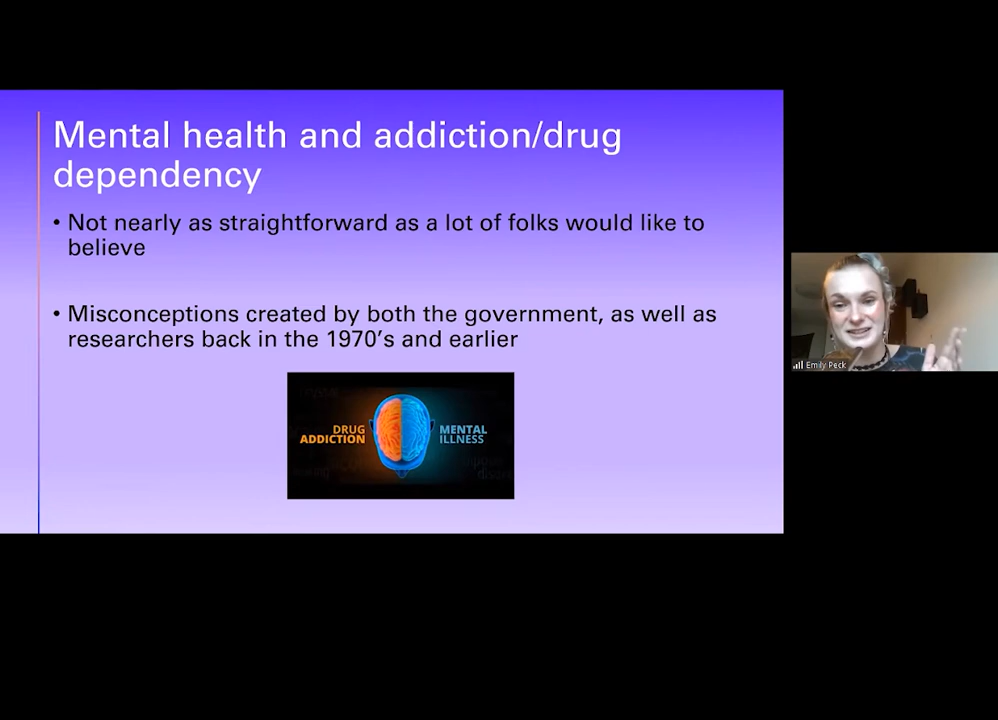 Mental health and addiction/drug
dependency
• Not nearly as straightforward as a lot of folks would like to
believe
• Misconceptions created by both the government, as well as
researchers back in the 1970's and earlier
DRUG
ADDICTION
MENTAL
ILLNESS
Emily Peck